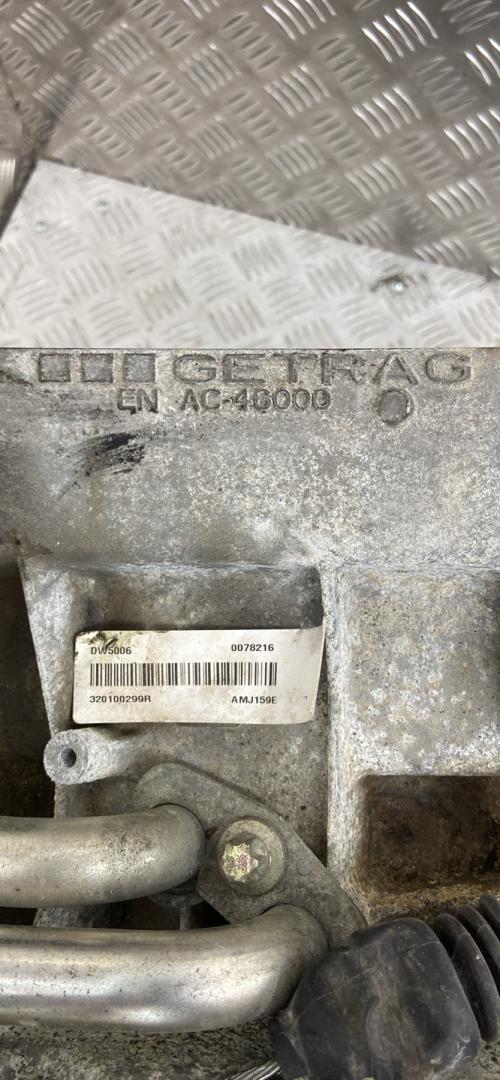 GETRAG
EN AC-46000
DW5006 0078216
320100299R AMJ159E